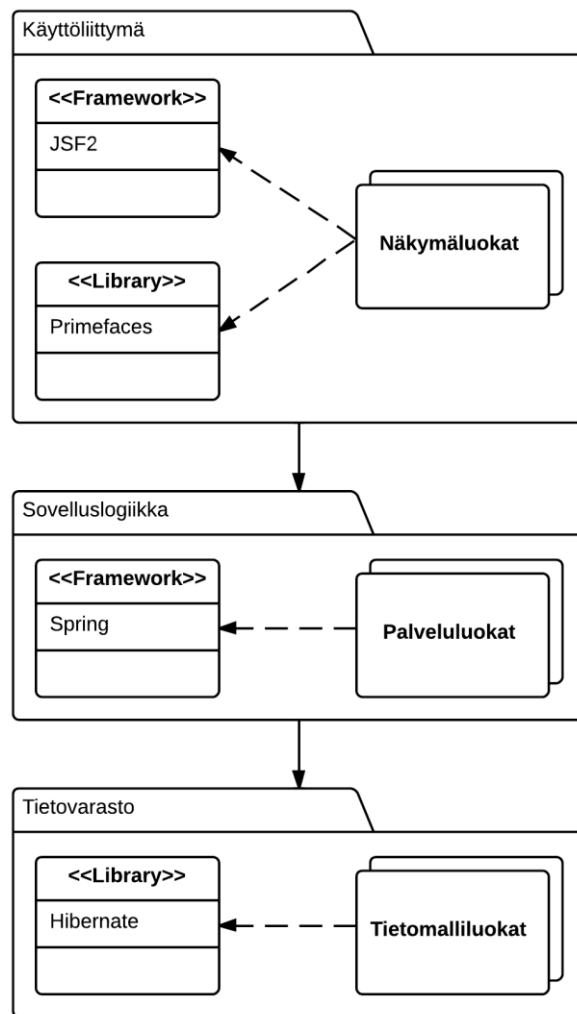 Käyttöliittymä
<<Framework>>
JSF2
Näkymäluokat
<<Library>>
Primefaces
Sovelluslogiikka
<<Framework>>
Spring
Palveluluokat
Tietovarasto
<<Library>>
Hibernate
Tietomalliluokat